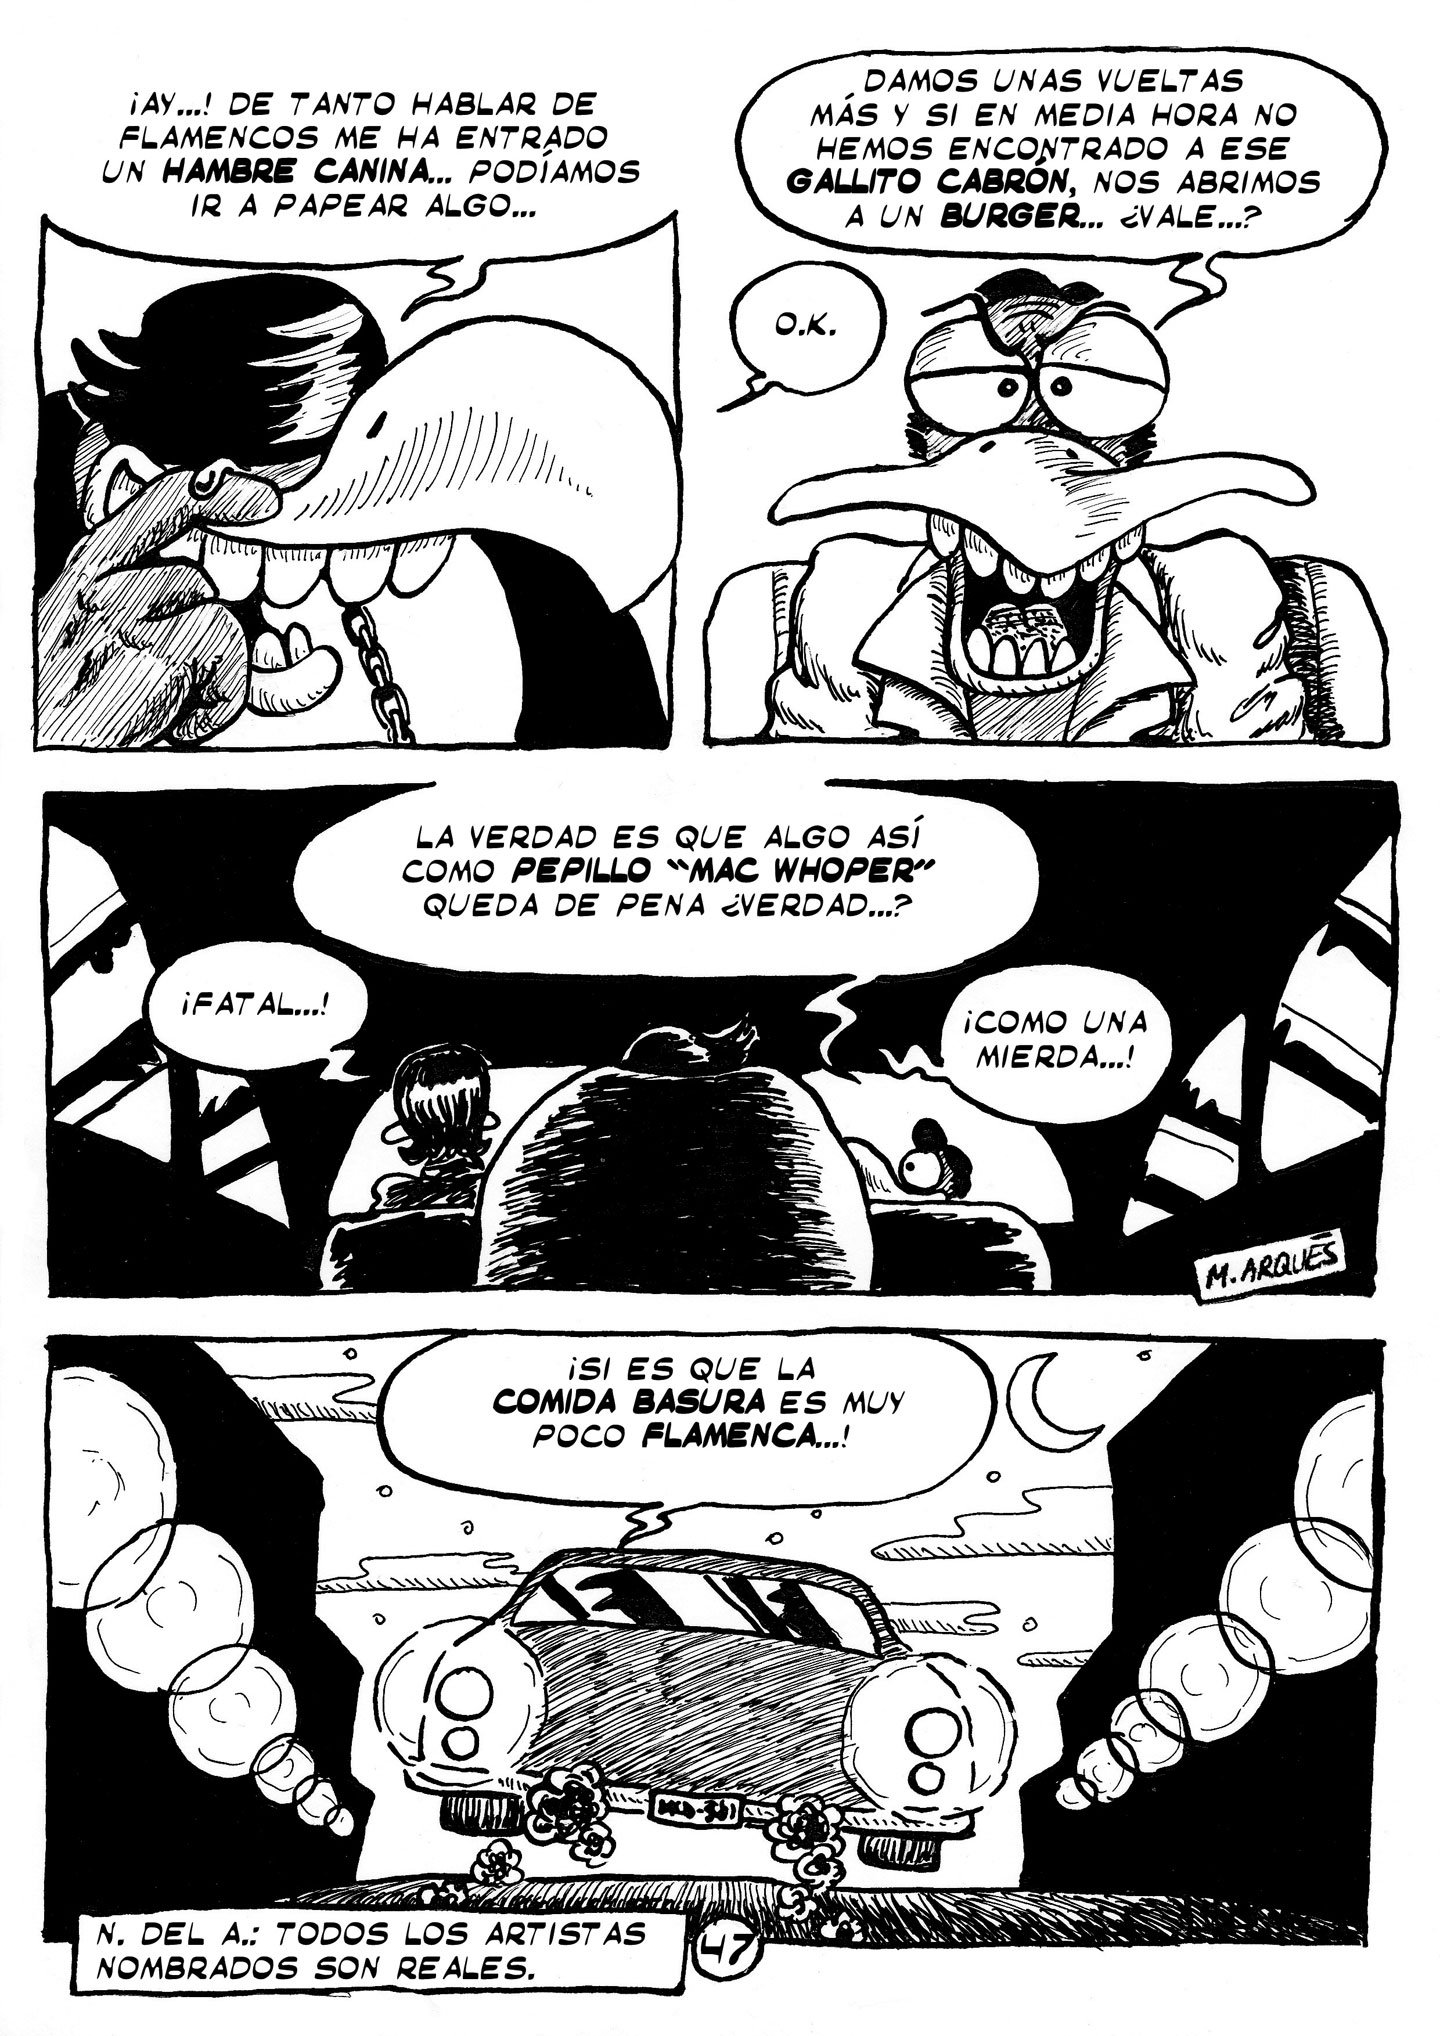 ¡AY...! DE TANTO HABLAR DE
FLAMENCOS ME HA ENTRADO
UN HAMBRE CANINA... PODÍAMOS
IR A PAPEAR ALGO...
DAMOS UNAS VUELTAS
MÁS Y SI EN MEDIA HORA NO
HEMOS ENCONTRADO A ESE
GALLITO CABRÓN, NOS ABRIMOS
A UN BURGER... ¿VALE...?
O.K.
LA VERDAD ES QUE ALGO ASÍ
COMO PEPILLO “MAC WHOPER”
QUEDA DE PENA ¿VERDAD...?
¡FATAL...!
¡COMO UNA
MIERDA...!
M. ARQUES
¡SI ES QUE LA
COMIDA BASURA ES MUY
POCO FLAMENCA...!
N. DEL A.: TODOS LOS ARTISTAS
NOMBRADOS SON REALES.
47